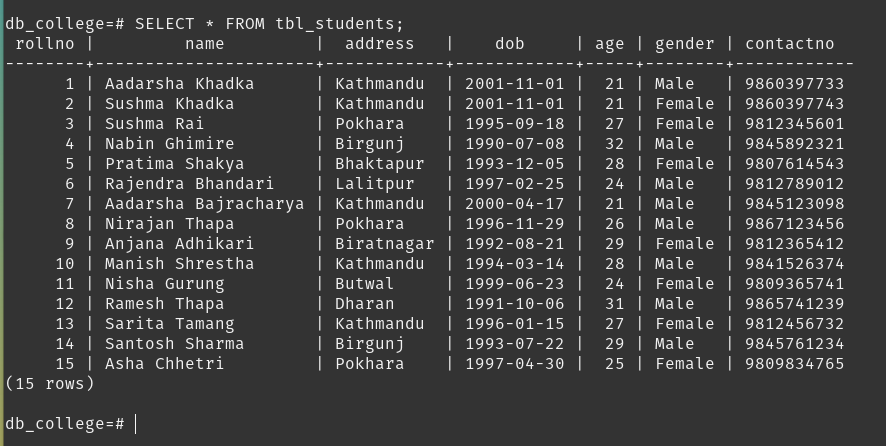 db_college=# SELECT * FROM tbl_students;
 rollno |         name         |  address   |    dob     | age | gender | contactno
--------+----------------------+------------+------------+-----+--------+------------
      1 | Aadarsha Khadka      | Kathmandu  | 2001-11-01 |  21 | Male   | 9860397733
      2 | Sushma Khadka        | Kathmandu  | 2001-11-01 |  21 | Female | 9860397743
      3 | Sushma Rai           | Pokhara    | 1995-09-18 |  27 | Female | 9812345601
      4 | Nabin Ghimire        | Birgunj    | 1990-07-08 |  32 | Male   | 9845892321
      5 | Pratima Shakya       | Bhaktapur  | 1993-12-05 |  28 | Female | 9807614543
      6 | Rajendra Bhandari    | Lalitpur   | 1997-02-25 |  24 | Male   | 9812789012
      7 | Aadarsha Bajracharya | Kathmandu  | 2000-04-17 |  21 | Male   | 9845123098
      8 | Nirajan Thapa        | Pokhara    | 1996-11-29 |  26 | Male   | 9867123456
      9 | Anjana Adhikari      | Biratnagar | 1992-08-21 |  29 | Female | 9812365412
     10 | Manish Shrestha      | Kathmandu  | 1994-03-14 |  28 | Male   | 9841526374
     11 | Nisha Gurung         | Butwal     | 1999-06-23 |  24 | Female | 9809365741
     12 | Ramesh Thapa         | Dharan     | 1991-10-06 |  31 | Male   | 9865741239
     13 | Sarita Tamang        | Kathmandu  | 1996-01-15 |  27 | Female | 9812456732
     14 | Santosh Sharma       | Birgunj    | 1993-07-22 |  29 | Male   | 9845761234
     15 | Asha Chhetri         | Pokhara    | 1997-04-30 |  25 | Female | 9809834765
(15 rows)
db_college=#